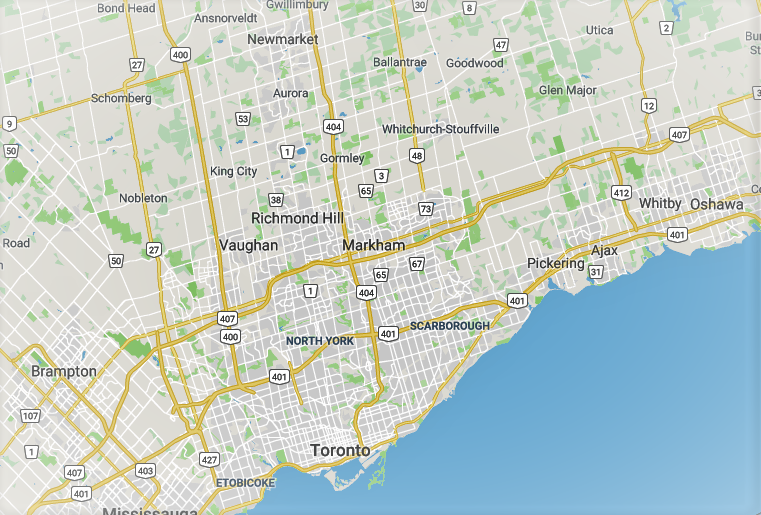 Bond Head
Ansnorveldt
Gwillimbury
30
8
47
Utica
2
400
Newmarket
27
Ballantrae
Goodwood
Schomberg
Aurora
Glen Major
12
9
53
404
Whitchurch-Stouffville
407
50
1
Gormley
48
King City
3
65
Nobleton
38
73
412
Whitby
Oshawa
Richmond Hill
Road
Vaughan
Markham
401
27
50
65
67
Pickering
Ajax
31
1
404
401
407
400
NORTH YORK
401
SCARBOROUGH
Brampton
401
107
1
Toronto
427
407
403
ETOBICOKE
401
Mississauga